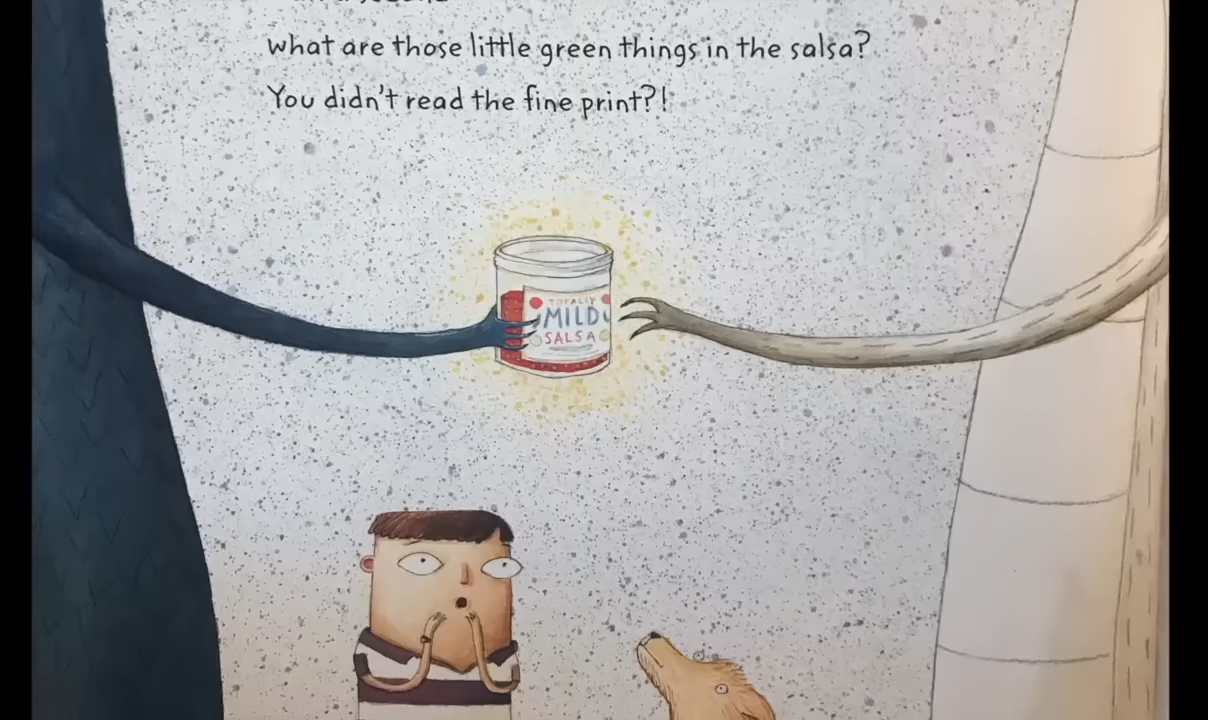 what are those little green things in the salsa?
You didn't read the fine print?!
TOTALLY
MILD
SALSA